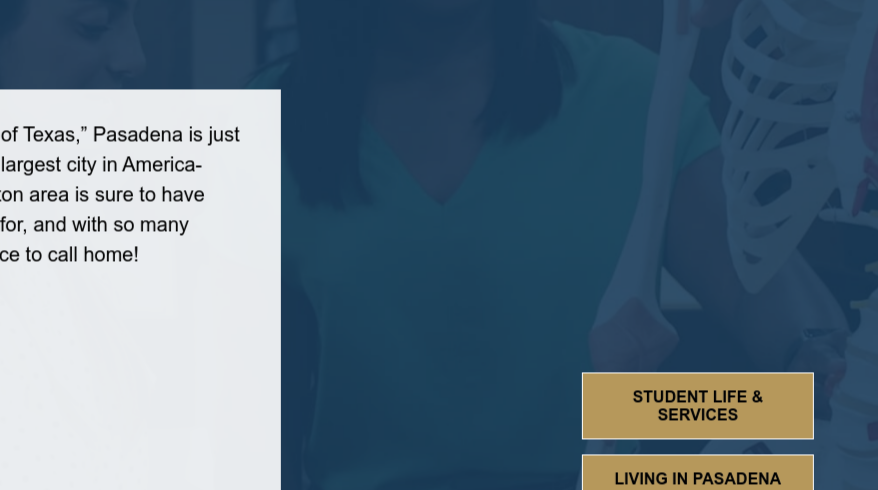 of Texas,” Pasadena is just
largest city in America-
ton area is sure to have
for, and with so many
ce to call home!
STUDENT LIFE &
SERVICES
LIVING IN PASADENA